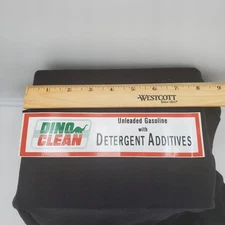 WESTCOTT
DINO
CLEAN
Unleaded Gasoline
with
DETERGENT ADDITIVES